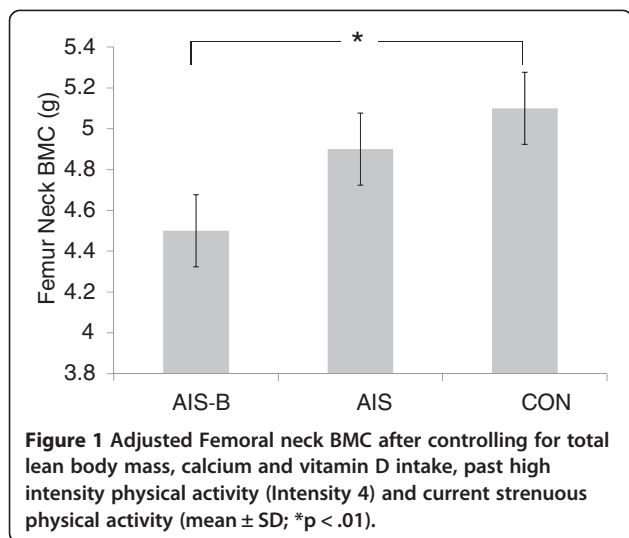 *
5.4
5.2
5
4.8
4.6
4.4
4.2
4
3.8
Femur Neck BMC (g)
AIS-B AIS CON
Figure 1 Adjusted Femoral neck BMC after controlling for total
lean body mass, calcium and vitamin D intake, past high
intensity physical activity (Intensity 4) and current strenuous
physical activity (mean ± SD; *p < .01).